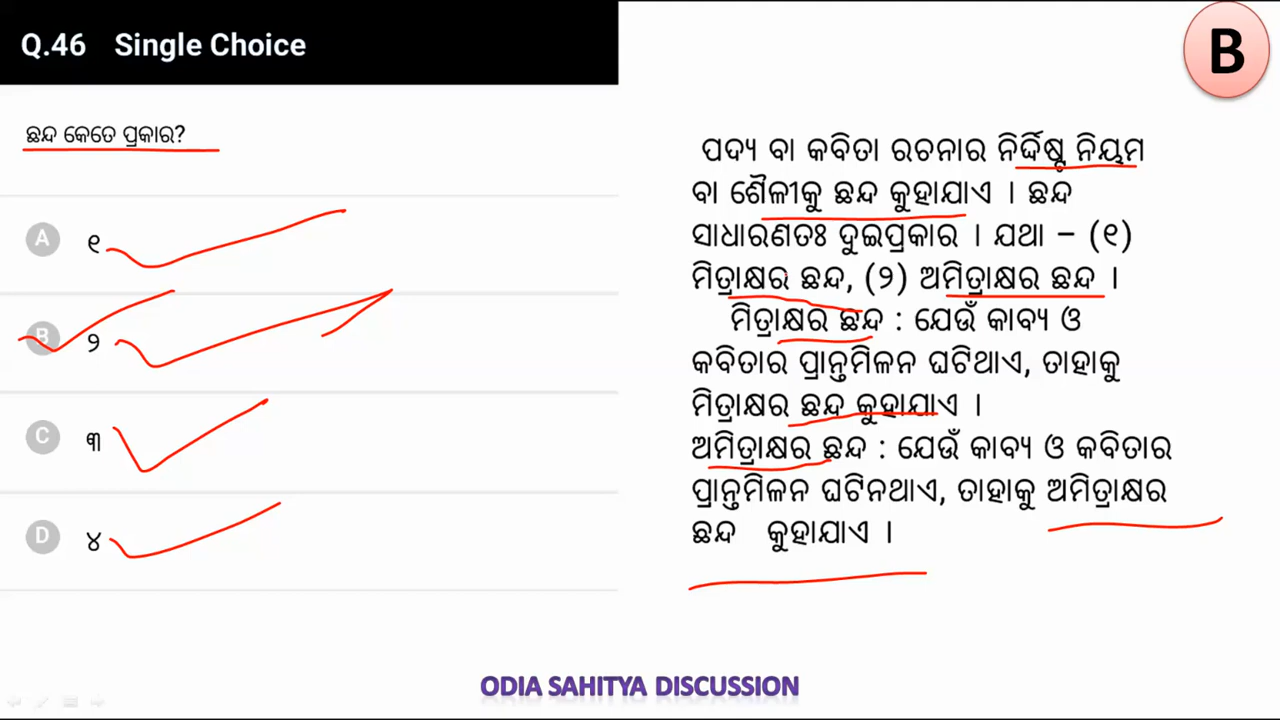 Q.46 Single Choice
ଛନ୍ଦ କେତେ ପ୍ରକାର?
A ୧
B ୨
C ୩
D ୪
B
ପଦ୍ୟ ବା କବିତା ରଚନାର ନିର୍ଦ୍ଦିଷ୍ଟ ନିୟମ
ବା ଶୈଳୀକୁ ଛନ୍ଦ କୁହାଯାଏ । ଛନ୍ଦ
ସାଧାରଣତଃ ଦୁଇପ୍ରକାର । ଯଥା – (୧)
ମିତ୍ରାକ୍ଷର ଛନ୍ଦ, (୨) ଅମିତ୍ରାକ୍ଷର ଛନ୍ଦ ।
ମିତ୍ରାକ୍ଷର ଛନ୍ଦ : ଯେଉଁ କାବ୍ୟ ଓ
କବିତାର ପ୍ରାନ୍ତମିଳନ ଘଟିଥାଏ, ତାହାକୁ
ମିତ୍ରାକ୍ଷର ଛନ୍ଦ କୁହାଯାଏ ।
ଅମିତ୍ରାକ୍ଷର ଛନ୍ଦ : ଯେଉଁ କାବ୍ୟ ଓ କବିତାର
ପ୍ରାନ୍ତମିଳନ ଘଟିନଥାଏ, ତାହାକୁ ଅମିତ୍ରାକ୍ଷର
ଛନ୍ଦ କୁହାଯାଏ ।
ODIA SAHITYA DISCUSSION